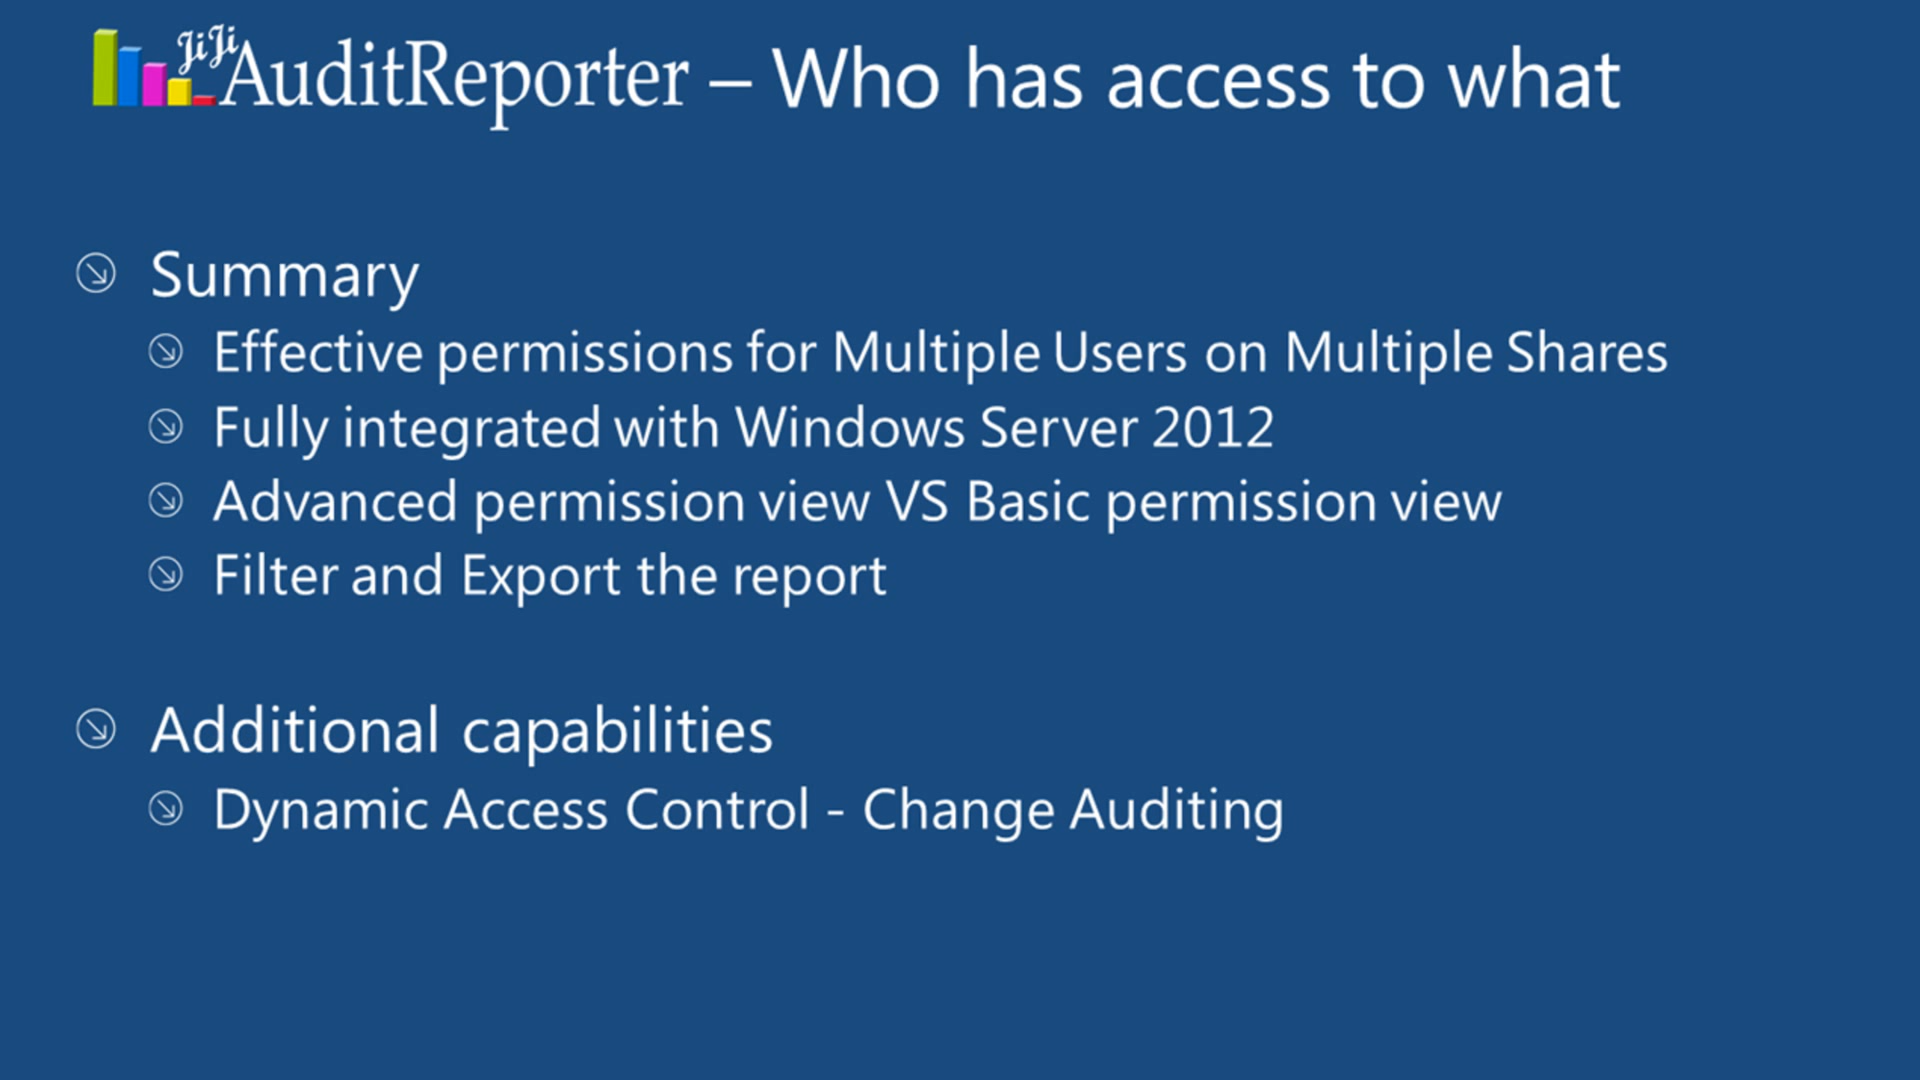 JiJi AuditReporter – Who has access to what
Summary
Effective permissions for Multiple Users on Multiple Shares
Fully integrated with Windows Server 2012
Advanced permission view VS Basic permission view
Filter and Export the report
Additional capabilities
Dynamic Access Control - Change Auditing